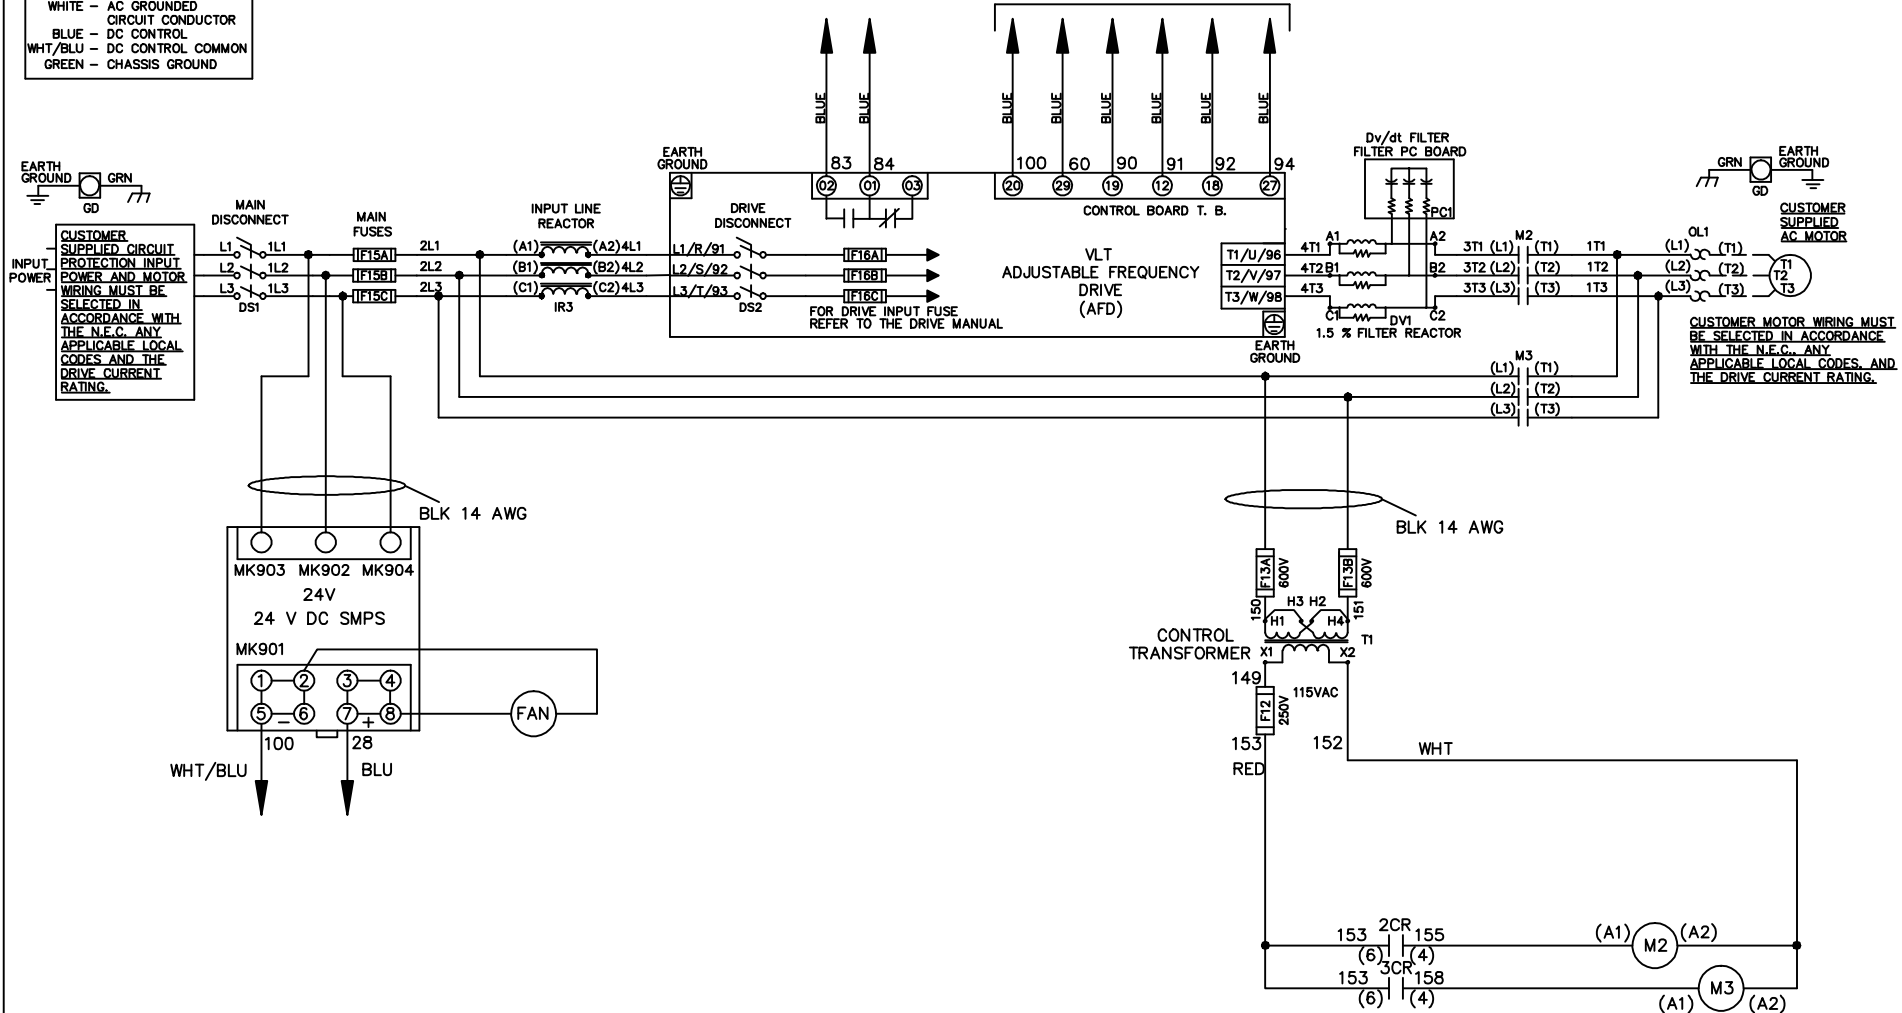 WHITE – AC GROUNDED
CIRCUIT CONDUCTOR
BLUE – DC CONTROL
WHT/BLU – DC CONTROL COMMON
GREEN – CHASSIS GROUND
BLUE BLUE BLUE BLUE BLUE BLUE BLUE BLUE
83 84 100 60 90 91 92 94
EARTH
GROUND
GRN
GD
EARTH
GROUND
02 01 03
20 29 19 12 18 27
CONTROL BOARD T. B.
Dv/dt FILTER
FILTER PC BOARD
PC1
GRN
EARTH
GROUND
GD
CUSTOMER
SUPPLIED
AC MOTOR
INPUT
POWER
CUSTOMER
SUPPLIED CIRCUIT
PROTECTION INPUT
POWER AND MOTOR
WIRING MUST BE
SELECTED IN
ACCORDANCE WITH
THE N.E.C. ANY
APPLICABLE LOCAL
CODES AND THE
DRIVE CURRENT
RATING.
MAIN
DISCONNECT
L1 1L1
L2 1L2
L3 1L3
DS1
MAIN
FUSES
F15A 2L1
F15B 2L2
F15C 2L3
INPUT LINE
REACTOR
(A1) (A2) 4L1
(B1) (B2) 4L2
(C1) (C2) 4L3
IR3
L1/R/91
L2/S/92
L3/T/93
DRIVE
DISCONNECT
DS2
F16A
F16B
F16C
FOR DRIVE INPUT FUSE
REFER TO THE DRIVE MANUAL
VLT
ADJUSTABLE FREQUENCY
DRIVE
(AFD)
T1/U/96
T2/V/97
T3/W/98
EARTH
GROUND
4T1 A1 A2
4T2 B1 B2
4T3 C1 C2
DV1
1.5 % FILTER REACTOR
M2
3T1 (L1) (T1) 1T1
3T2 (L2) (T2) 1T2
3T3 (L3) (T3) 1T3
OL1
(L1) (T1)
(L2) (T2)
(L3) (T3)
T1
T2
T3
CUSTOMER MOTOR WIRING MUST
BE SELECTED IN ACCORDANCE
WITH THE N.E.C.. ANY
APPLICABLE LOCAL CODES. AND
THE DRIVE CURRENT RATING.
M3
(L1) (T1)
(L2) (T2)
(L3) (T3)
BLK 14 AWG
MK903 MK902 MK904
24V
24 V DC SMPS
MK901
1 2 3 4
5 – 6 7 + 8
FAN
100 28
WHT/BLU BLU
BLK 14 AWG
F13A 600V
F13B 600V
150 151
H3 H2
H1 H4
T1
CONTROL
TRANSFORMER
X1 X2
149
115VAC
F12 250V
153 152
RED
WHT
2CR
153 155
(6) (4)
(A1) M2 (A2)
3CR
153 158
(6) (4)
(A1) M3 (A2)